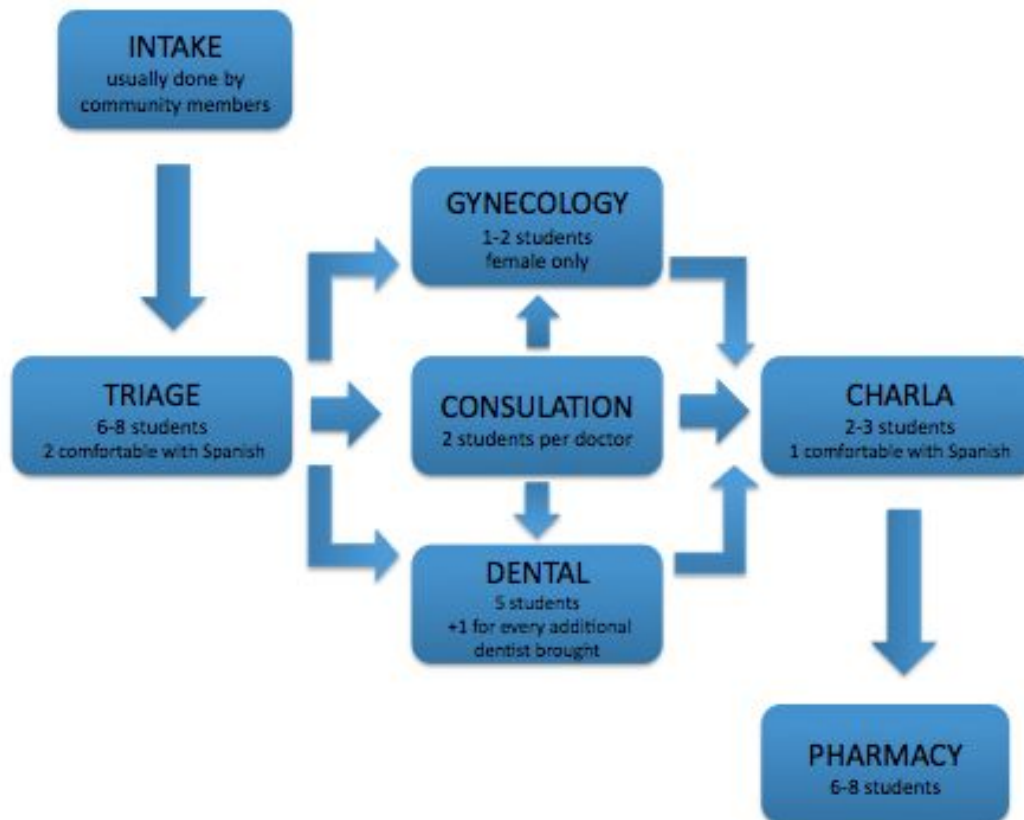 INTAKE
usually done by
community members
GYNECOLOGY
1-2 students
female only
TRIAGE
6-8 students
2 comfortable with Spanish
CONSULATION
2 students per doctor
CHARLA
2-3 students
1 comfortable with Spanish
DENTAL
5 students
+1 for every additional
dentist brought
PHARMACY
6-8 students